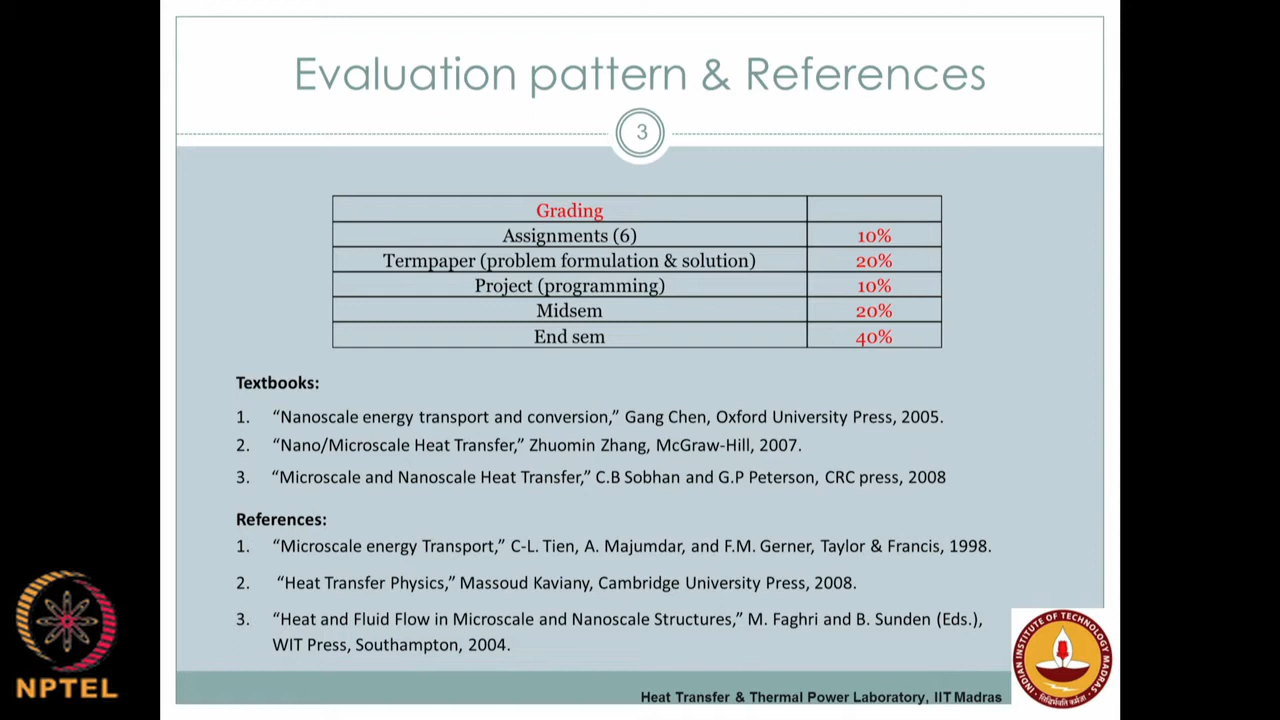 Evaluation pattern & References
3
Grading
Assignments (6) 10%
Termpaper (problem formulation & solution) 20%
Project (programming) 10%
Midsem 20%
End sem 40%
Textbooks:
1. “Nanoscale energy transport and conversion,” Gang Chen, Oxford University Press, 2005.
2. “Nano/Microscale Heat Transfer,” Zhuomin Zhang, McGraw-Hill, 2007.
3. “Microscale and Nanoscale Heat Transfer,” C.B Sobhan and G.P Peterson, CRC press, 2008
References:
1. “Microscale energy Transport,” C-L. Tien, A. Majumdar, and F.M. Gerner, Taylor & Francis, 1998.
2. “Heat Transfer Physics,” Massoud Kaviany, Cambridge University Press, 2008.
3. “Heat and Fluid Flow in Microscale and Nanoscale Structures,” M. Faghri and B. Sunden (Eds.),
WIT Press, Southampton, 2004.
NPTEL
Heat Transfer & Thermal Power Laboratory, IIT Madras
INDIAN INSTITUTE OF TECHNOLOGY MADRAS